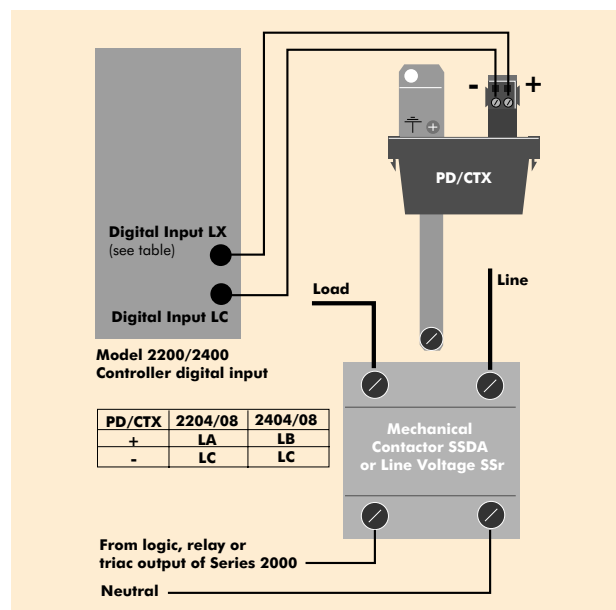 - +
PD/CTX
Digital Input LX
(see table)
Digital Input LC
Load
Line
Model 2200/2400
Controller digital input
PD/CTX 2204/08 2404/08
+ LA LB
- LC LC
Mechanical
Contactor SSDA
or Line Voltage SSr
From logic, relay or
triac output of Series 2000
Neutral